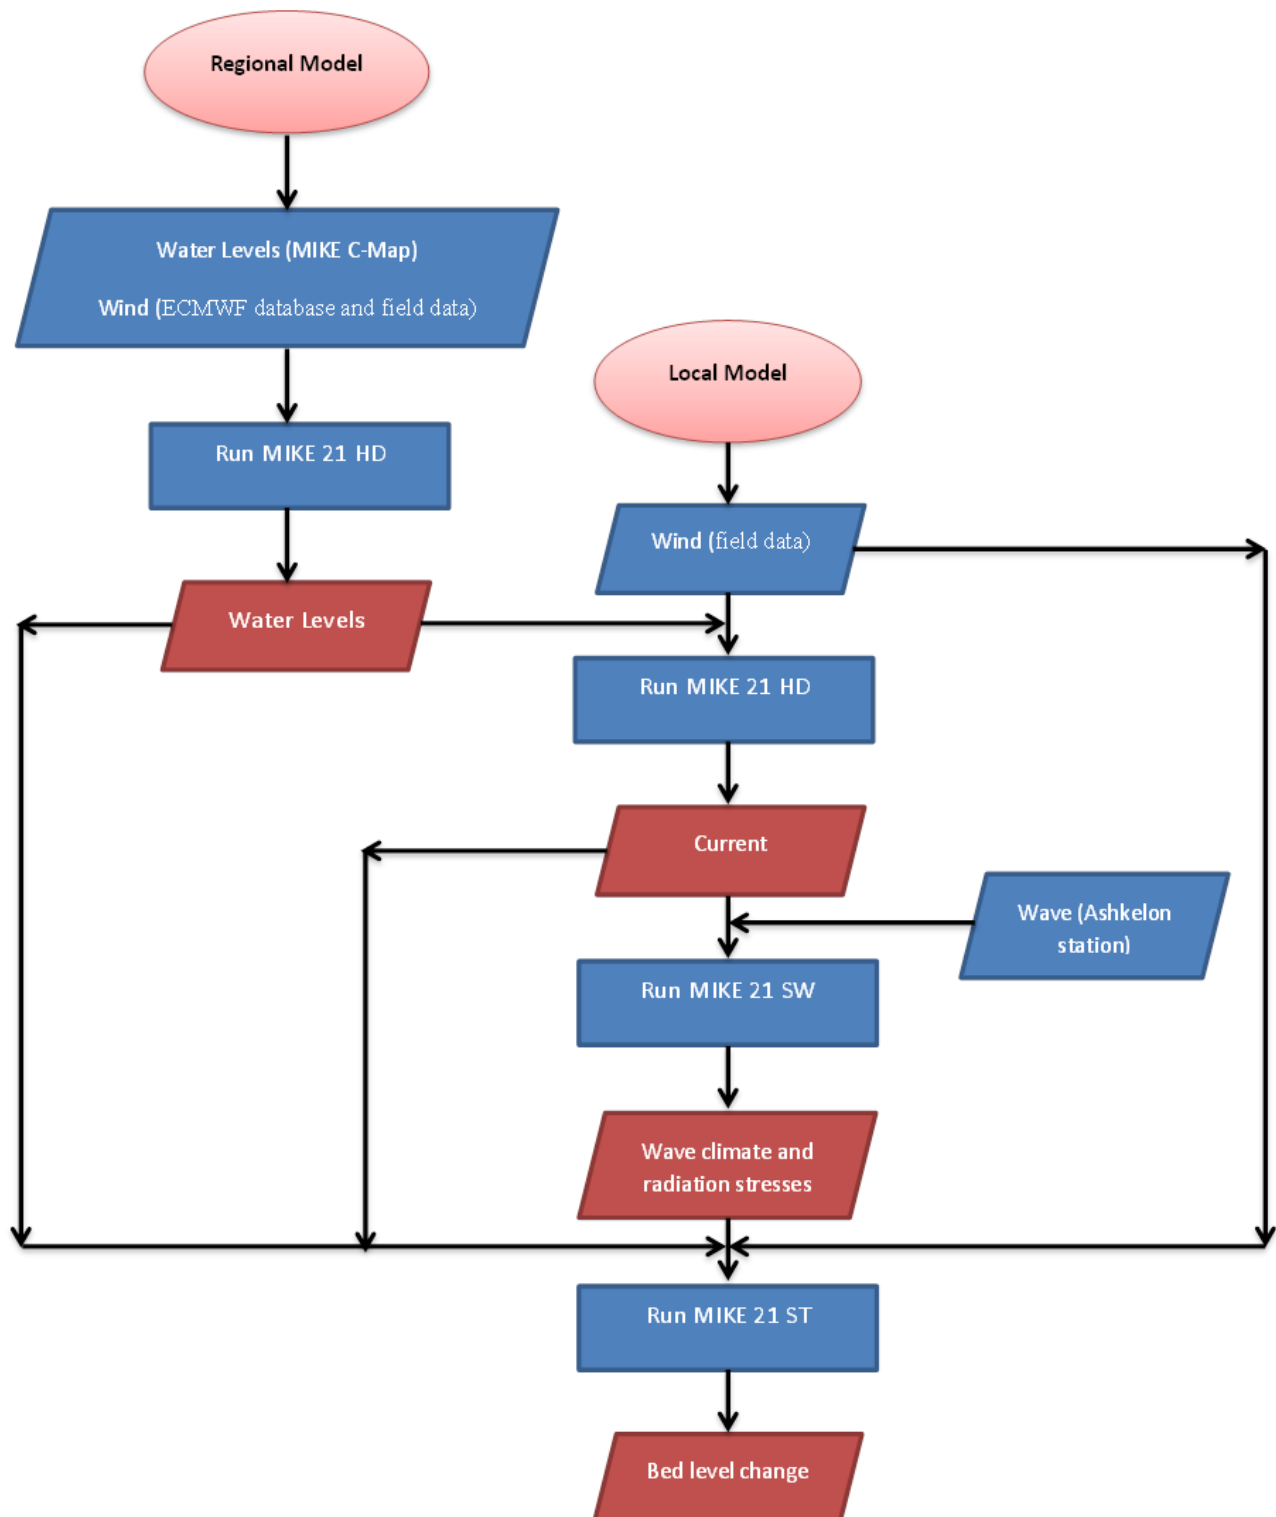 Regional Model
Water Levels (MIKE C-Map)
Wind (ECMWF database and field data)
Run MIKE 21 HD
Water Levels
Local Model
Wind (field data)
Run MIKE 21 HD
Current
Wave (Ashkelon
station)
Run MIKE 21 SW
Wave climate and
radiation stresses
Run MIKE 21 ST
Bed level change